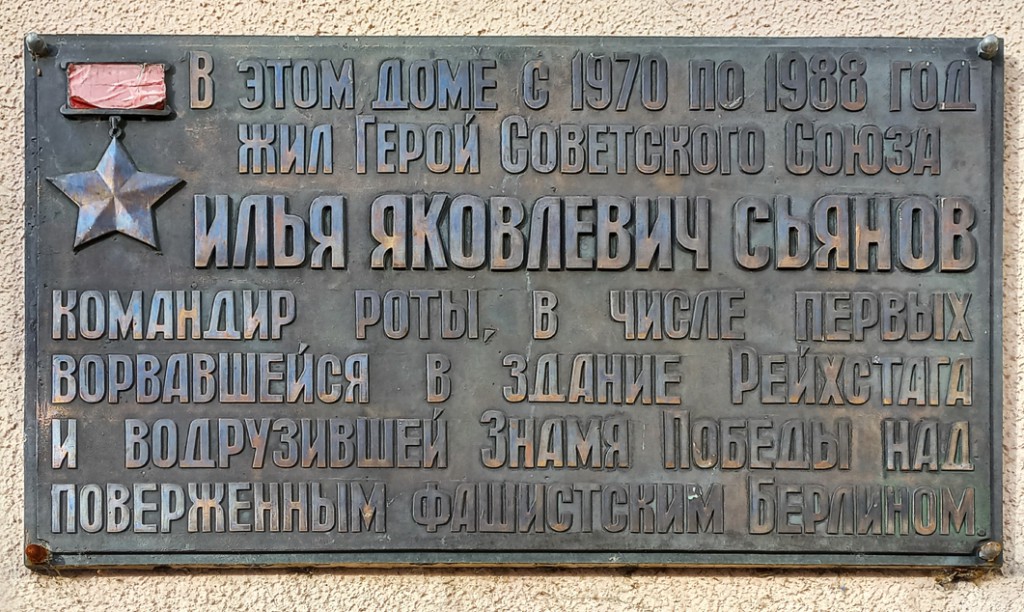 В этом доме с 1970 по 1988 год
жил Герой Советского Союза
Илья Яковлевич Сьянов
командир роты, в числе первых
ворвавшейся в здание Рейхстага
и водрузившей Знамя Победы над
поверженным фашистским Берлином.